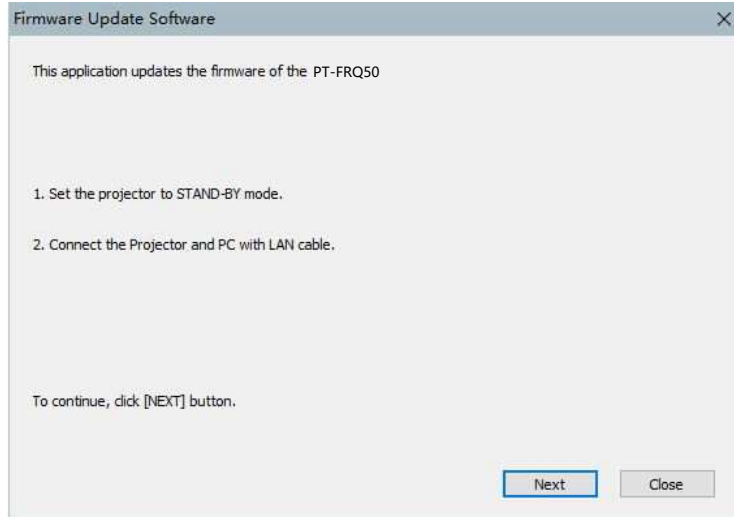 Firmware Update Software
This application updates the firmware of the PT-FRQ50
1. Set the projector to STAND-BY mode.
2. Connect the Projector and PC with LAN cable.
To continue, click [NEXT] button.
Next Close